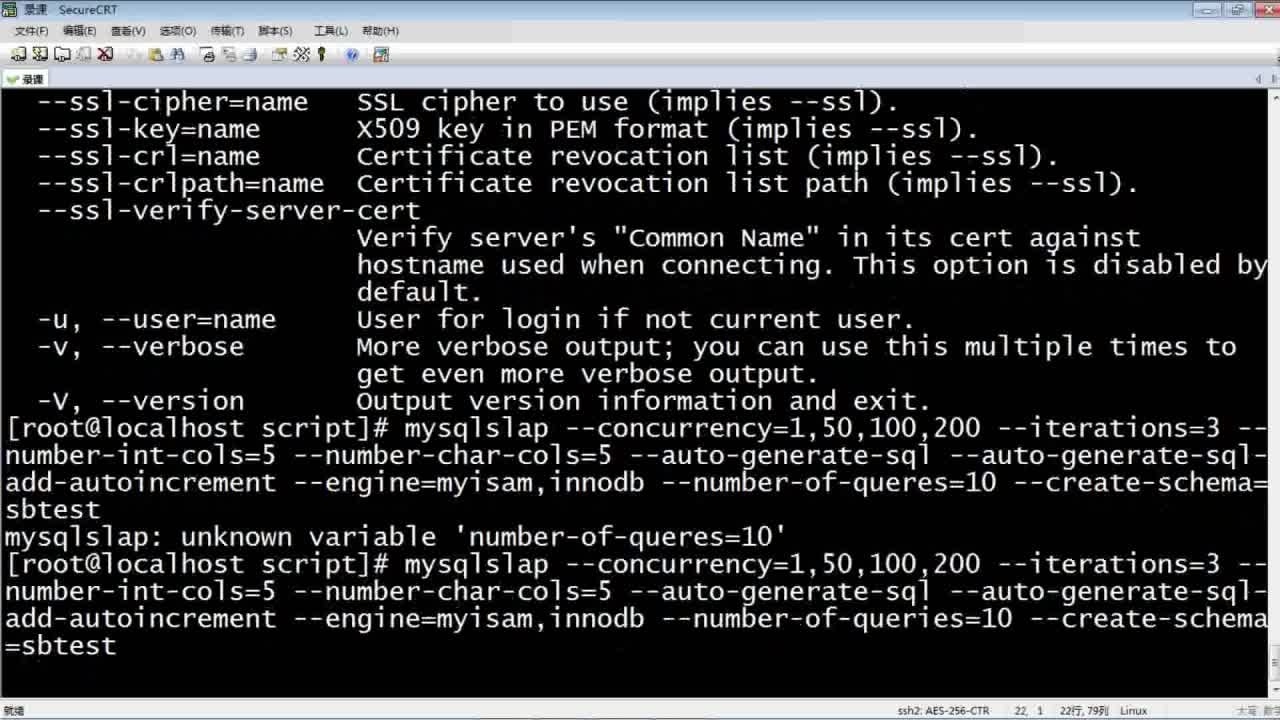 录课 SecureCRT
文件(F) 编辑(E) 查看(V) 选项(O) 传输(T) 脚本(S) 工具(L) 帮助(H)
录课
--ssl-cipher=name SSL cipher to use (implies --ssl).
--ssl-key=name X509 key in PEM format (implies --ssl).
--ssl-crl=name Certificate revocation list (implies --ssl).
--ssl-crlpath=name Certificate revocation list path (implies --ssl).
--ssl-verify-server-cert
Verify server's "Common Name" in its cert against
hostname used when connecting. This option is disabled by
default.
-u, --user=name User for login if not current user.
-v, --verbose More verbose output; you can use this multiple times to
get even more verbose output.
-V, --version Output version information and exit.
[root@localhost script]# mysqlslap --concurrency=1,50,100,200 --iterations=3 --
number-int-cols=5 --number-char-cols=5 --auto-generate-sql --auto-generate-sql-
add-autoincrement --engine=myisam,innodb --number-of-queres=10 --create-schema=
sbtest
mysqlslap: unknown variable 'number-of-queres=10'
[root@localhost script]# mysqlslap --concurrency=1,50,100,200 --iterations=3 --
number-int-cols=5 --number-char-cols=5 --auto-generate-sql --auto-generate-sql-
add-autoincrement --engine=myisam,innodb --number-of-queries=10 --create-schema
=sbtest
就绪 ssh2: AES-256-CTR 22, 1 22行, 79列 Linux 大写 数字